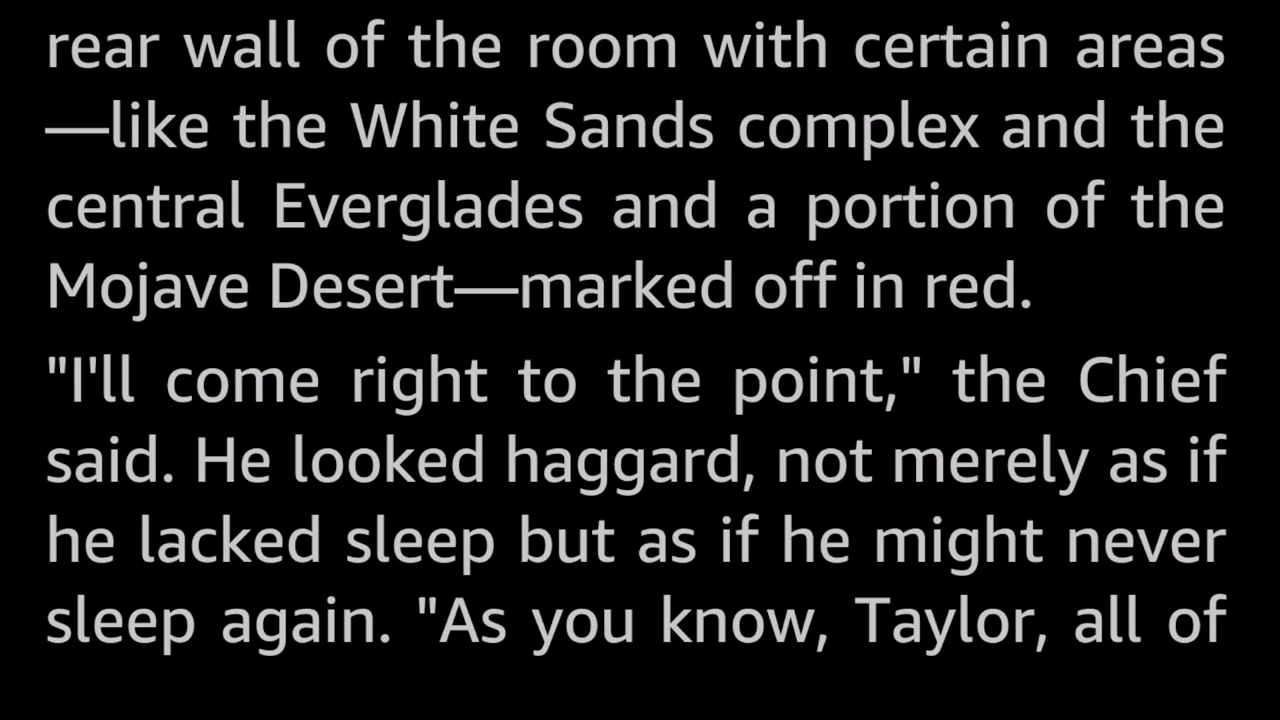 rear wall of the room with certain areas
—like the White Sands complex and the
central Everglades and a portion of the
Mojave Desert—marked off in red.
"I'll come right to the point," the Chief
said. He looked haggard, not merely as if
he lacked sleep but as if he might never
sleep again. "As you know, Taylor, all of